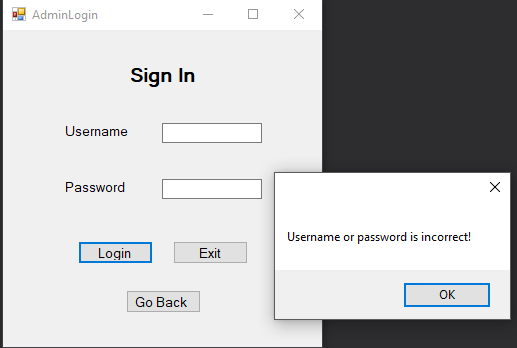 AdminLogin
Sign In
Username
Password
Login Exit
Go Back
Username or password is incorrect!
OK